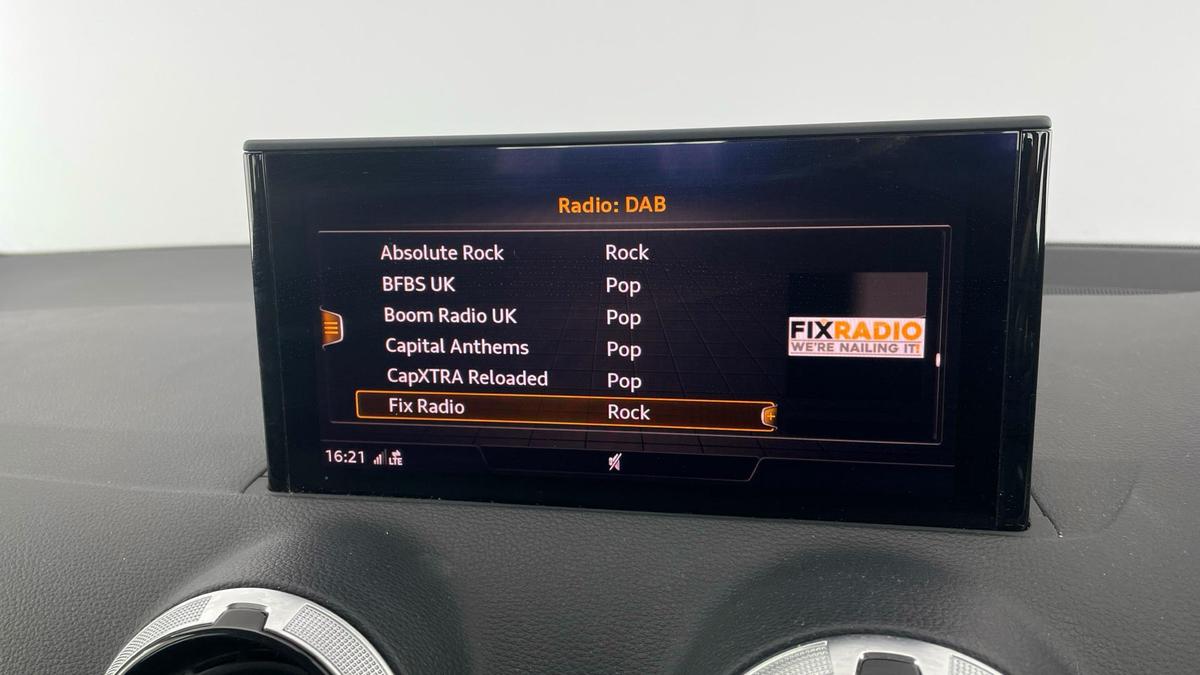 Radio: DAB
Absolute Rock Rock
BFBS UK Pop
Boom Radio UK Pop
Capital Anthems Pop
CapXTRA Reloaded Pop
Fix Radio Rock
FIXRADIO
WE'RE NAILING IT!
16:21 LTE